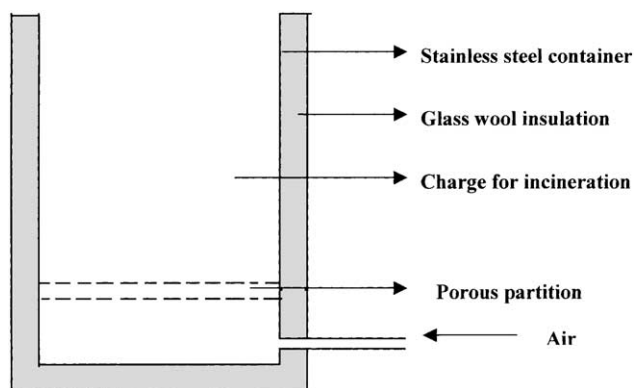 Stainless steel container
Glass wool insulation
Charge for incineration
Porous partition
Air